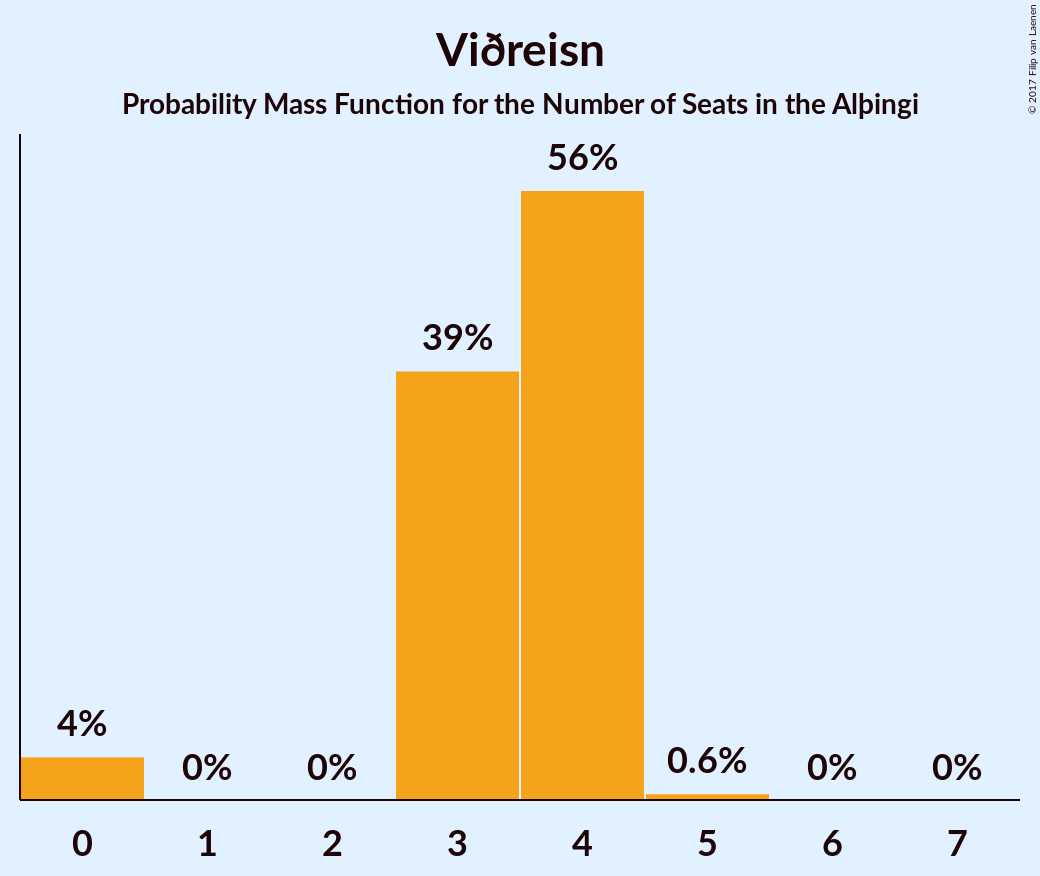 Viðreisn
Probability Mass Function for the Number of Seats in the Alþingi
© 2017 Filip van Laenen
56%
39%
4%
0%
0%
0.6%
0%
0%
0 1 2 3 4 5 6 7